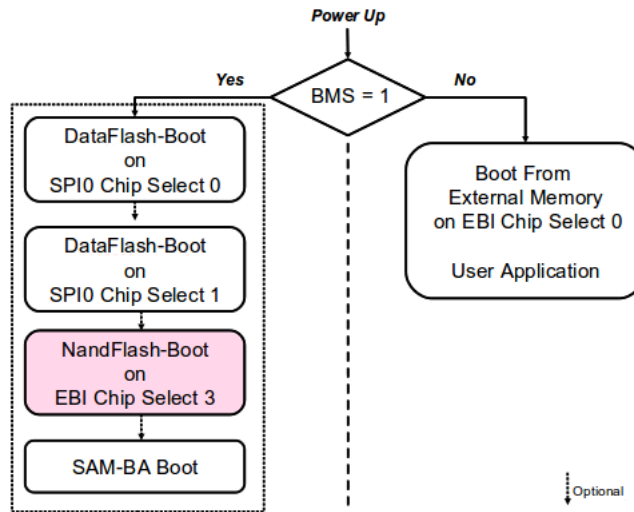 Power Up
Yes
BMS = 1
No
DataFlash-Boot
on
SPI0 Chip Select 0
Boot From
External Memory
on EBI Chip Select 0
User Application
DataFlash-Boot
on
SPI0 Chip Select 1
NandFlash-Boot
on
EBI Chip Select 3
SAM-BA Boot
Optional